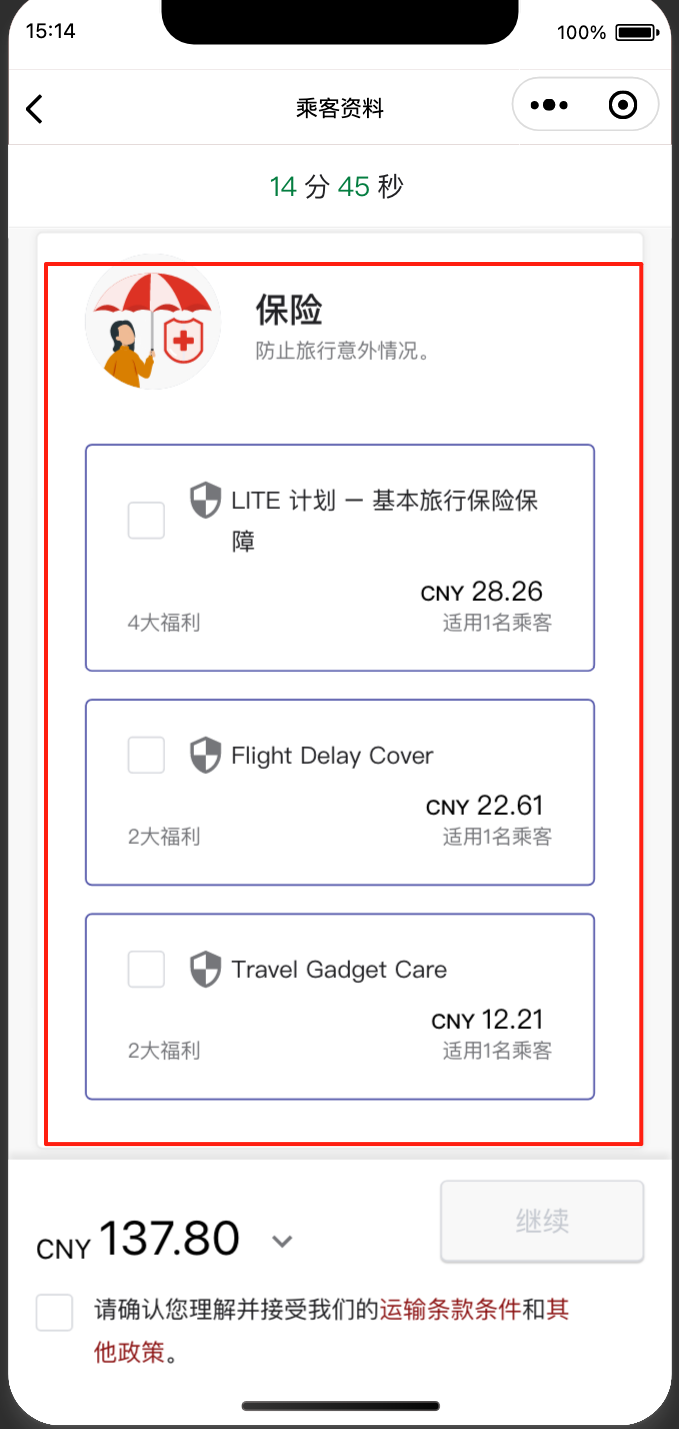 15:14
100%
乘客资料
14 分 45 秒
保险
防止旅行意外情况。
LITE 计划 — 基本旅行保险保
障
CNY 28.26
4大福利
适用1名乘客
Flight Delay Cover
CNY 22.61
2大福利
适用1名乘客
Travel Gadget Care
CNY 12.21
2大福利
适用1名乘客
CNY 137.80
继续
请确认您理解并接受我们的运输条款条件和其
他政策。